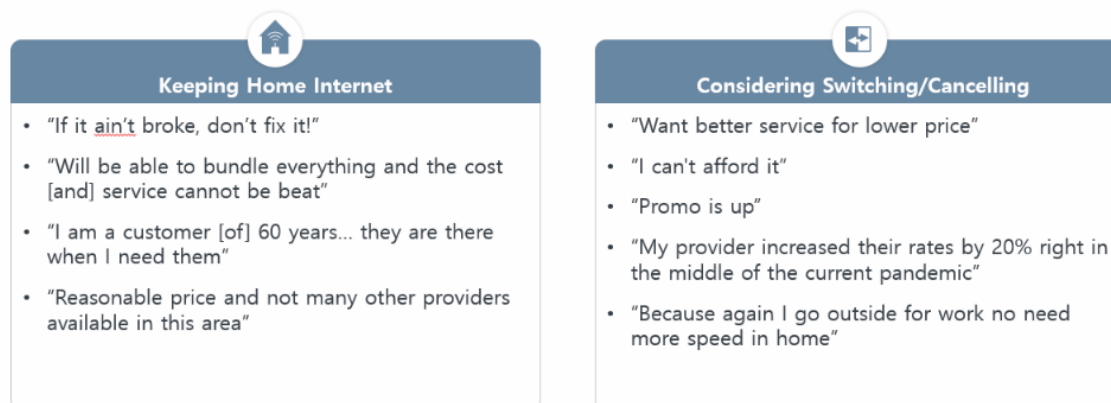 Keeping Home Internet
• “If it ain’t broke, don’t fix it!”
• “Will be able to bundle everything and the cost
[and] service cannot be beat”
• “I am a customer [of] 60 years... they are there
when I need them”
• “Reasonable price and not many other providers
available in this area”
Considering Switching/Cancelling
• “Want better service for lower price”
• “I can't afford it”
• “Promo is up”
• “My provider increased their rates by 20% right in
the middle of the current pandemic”
• “Because again I go outside for work no need
more speed in home”